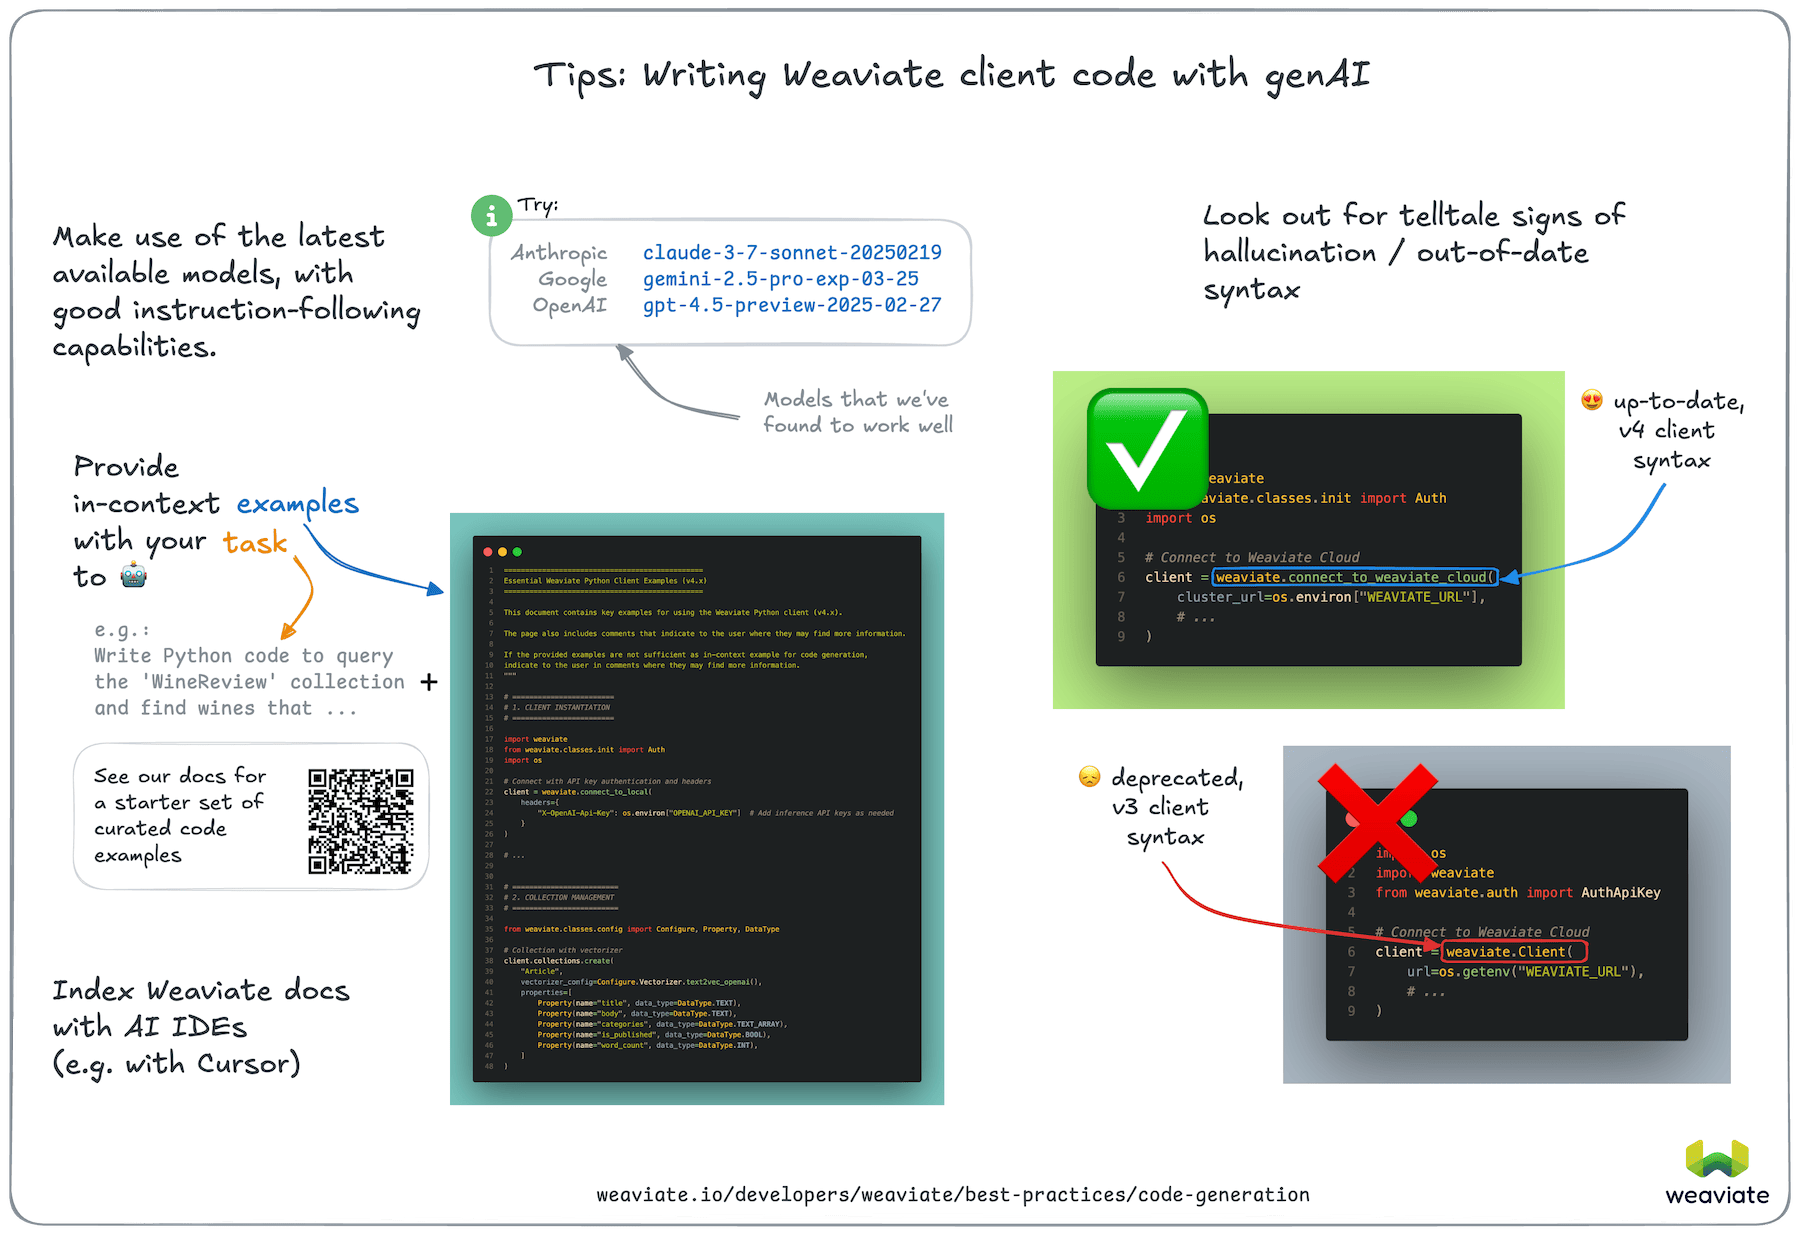 Tips: Writing Weaviate client code with genAI
Make use of the latest
available models, with
good instruction-following
capabilities.
Try:
Anthropic claude-3-7-sonnet-20250219
Google gemini-2.5-pro-exp-03-25
OpenAI gpt-4.5-preview-2025-02-27
Models that we've
found to work well
Provide
in-context examples
with your task
to
e.g.:
Write Python code to query
the 'WineReview' collection
and find wines that ...
+
See our docs for
a starter set of
curated code
examples
Index Weaviate docs
with AI IDEs
(e.g. with Cursor)
1 ===============================================
2 Essential Weaviate Python Client Examples (v4.x)
3 ===============================================
4
5 This document contains key examples for using the Weaviate Python client (v4.x).
6
7 The page also includes comments that indicate to the user where they may find more information.
8
9 If the provided examples are not sufficient as in-context example for code generation,
10 indicate to the user in comments where they may find more information.
11 """
12
13 # ========================
14 # 1. CLIENT INSTANTIATION
15 # ========================
16
17 import weaviate
18 from weaviate.classes.init import Auth
19 import os
20
21 # Connect with API key authentication and headers
22 client = weaviate.connect_to_local(
23 headers={
24 "X-OpenAI-Api-Key": os.environ["OPENAI_API_KEY"] # Add inference API keys as needed
25 }
26 )
27
28 # ...
29
30
31 # =========================
32 # 2. COLLECTION MANAGEMENT
33 # =========================
34
35 from weaviate.classes.config import Configure, Property, DataType
36
37 # Collection with vectorizer
38 client.collections.create(
39 "Article",
40 vectorizer_config=Configure.Vectorizer.text2vec_openai(),
41 properties=[
42 Property(name="title", data_type=DataType.TEXT),
43 Property(name="body", data_type=DataType.TEXT),
44 Property(name="categories", data_type=DataType.TEXT_ARRAY),
45 Property(name="is_published", data_type=DataType.BOOL),
46 Property(name="word_count", data_type=DataType.INT),
47 ]
48 )
Look out for telltale signs of
hallucination / out-of-date
syntax
up-to-date,
v4 client
syntax
eaviate
aviate.classes.init import Auth
3 import os
4
5 # Connect to Weaviate Cloud
6 client = weaviate.connect_to_weaviate_cloud(
7 cluster_url=os.environ["WEAVIATE_URL"],
8 # ...
9 )
deprecated,
v3 client
syntax
os
2 weaviate
3 from weaviate.auth import AuthApiKey
4
5 # Connect to Weaviate Cloud
6 client = weaviate.Client(
7 url=os.getenv("WEAVIATE_URL"),
8 # ...
9 )
weaviate.io/developers/weaviate/best-practices/code-generation
weaviate